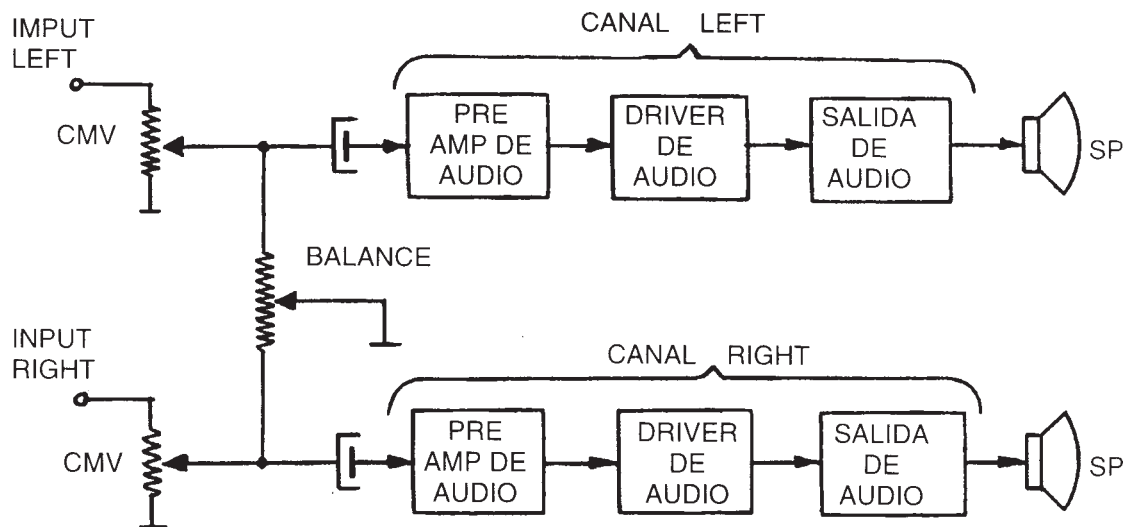 IMPUT
LEFT
CMV
CANAL LEFT
PRE
AMP DE
AUDIO
DRIVER
DE
AUDIO
SALIDA
DE
AUDIO
SP
BALANCE
INPUT
RIGHT
CMV
CANAL RIGHT
PRE
AMP DE
AUDIO
DRIVER
DE
AUDIO
SALIDA
DE
AUDIO
SP